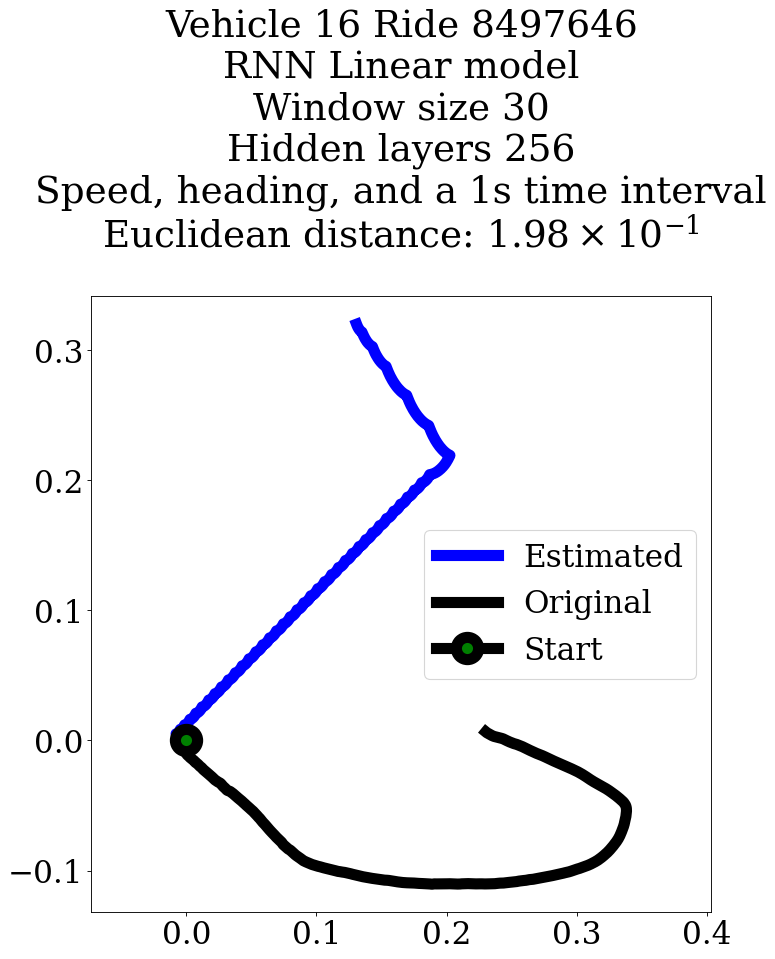 Vehicle 16 Ride 8497646
RNN Linear model
Window size 30
Hidden layers 256
Speed, heading, and a 1s time interval
Euclidean distance: 1.98 × 10⁻¹
0.3
0.2
0.1
0.0
−0.1
Estimated
Original
Start
0.0 0.1 0.2 0.3 0.4